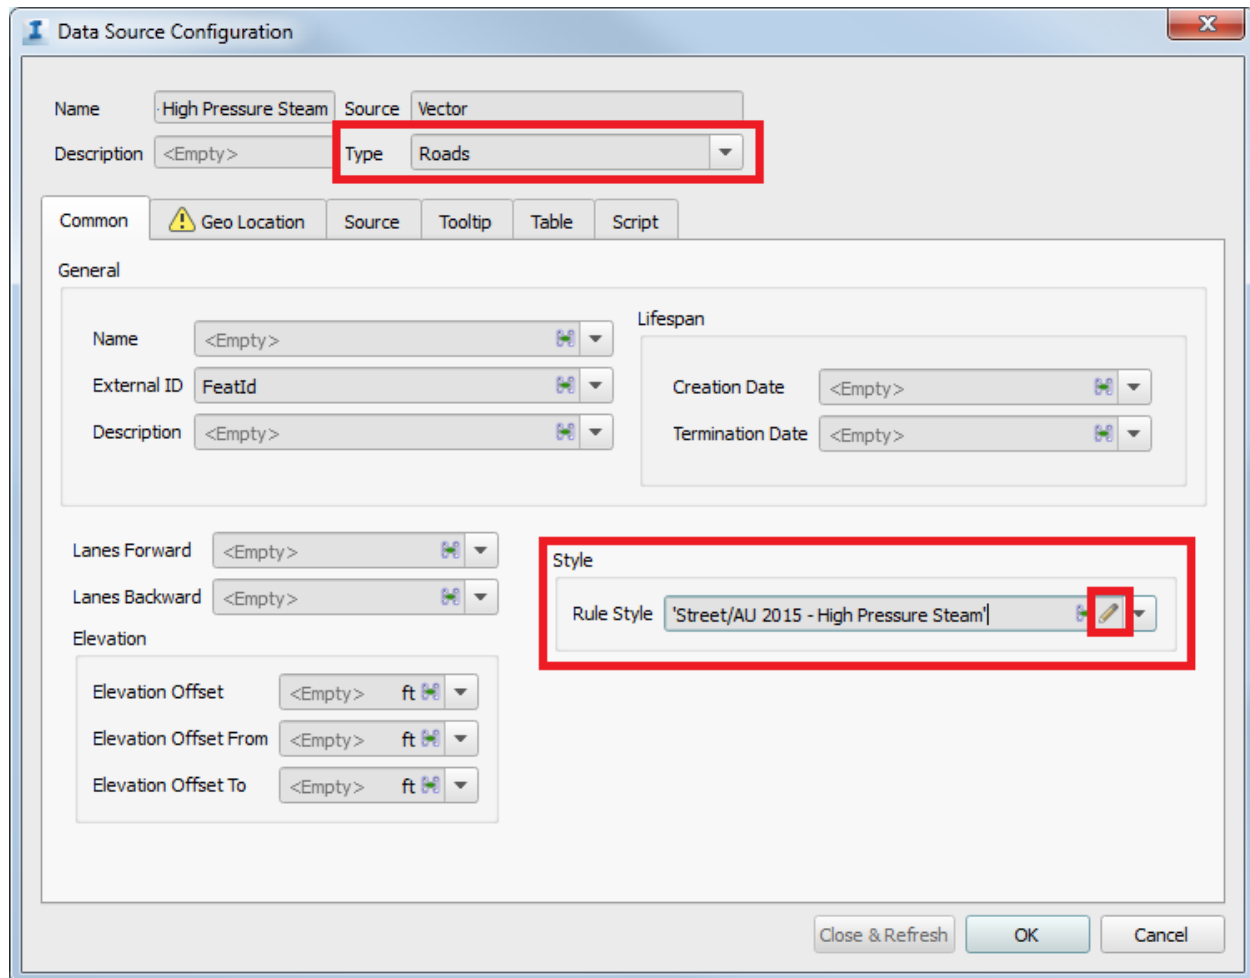 Data Source Configuration
Name · High Pressure Steam Source Vector
Description <Empty> Type Roads
Common Geo Location Source Tooltip Table Script
General
Lifespan
Name <Empty>
External ID FeatId
Creation Date <Empty>
Description <Empty>
Termination Date <Empty>
Lanes Forward <Empty>
Style
Lanes Backward <Empty>
Rule Style 'Street/AU 2015 - High Pressure Steam'
Elevation
Elevation Offset <Empty> ft
Elevation Offset From <Empty> ft
Elevation Offset To <Empty> ft
Close & Refresh OK Cancel